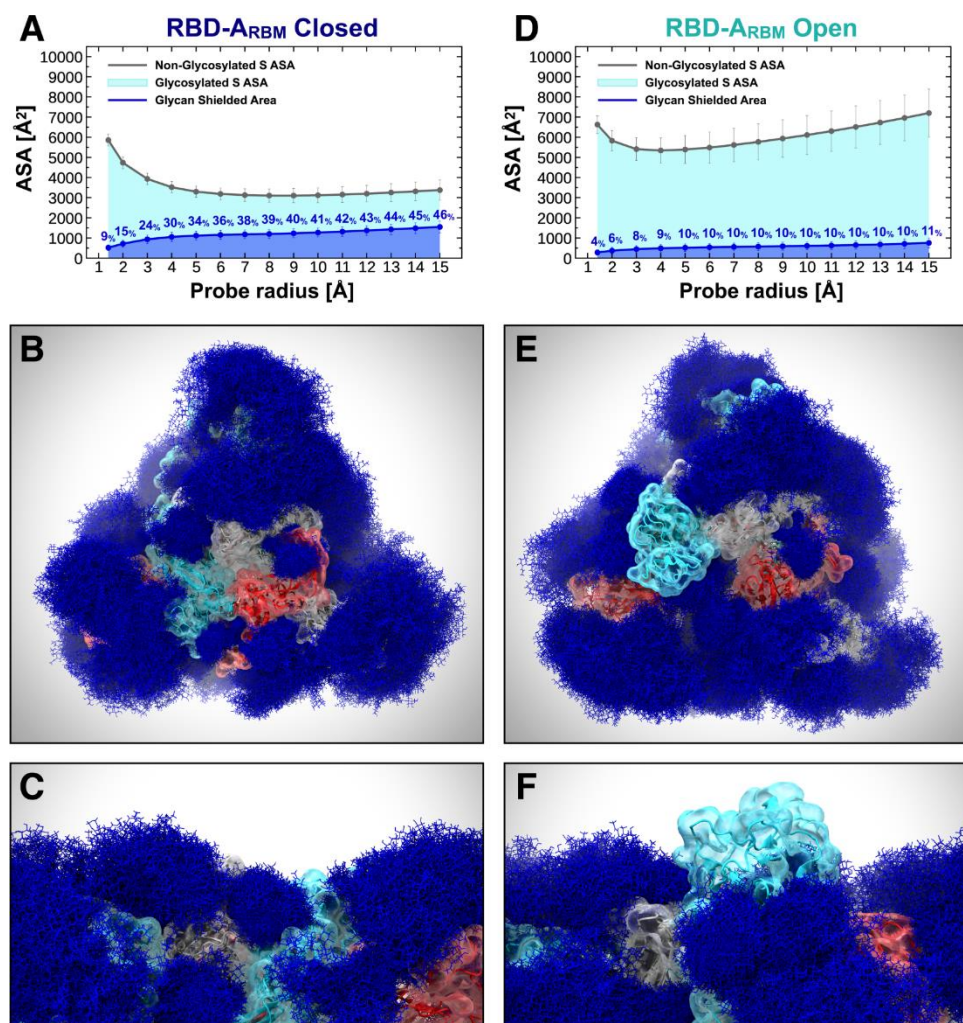 A
RBD-ARBM Closed
10000
9000
8000
7000
6000
5000
4000
3000
2000
1000
0
ASA [Å²]
Non-Glycosylated S ASA
Glycosylated S ASA
Glycan Shielded Area
9% 15% 24% 30% 34% 36% 38% 39% 40% 41% 42% 43% 44% 45% 46%
1 2 3 4 5 6 7 8 9 10 11 12 13 14 15
Probe radius [Å]
D
RBD-ARBM Open
10000
9000
8000
7000
6000
5000
4000
3000
2000
1000
0
ASA [Å²]
Non-Glycosylated S ASA
Glycosylated S ASA
Glycan Shielded Area
4% 6% 8% 9% 10% 10% 10% 10% 10% 10% 10% 10% 10% 10% 11%
1 2 3 4 5 6 7 8 9 10 11 12 13 14 15
Probe radius [Å]
B
E
C
F